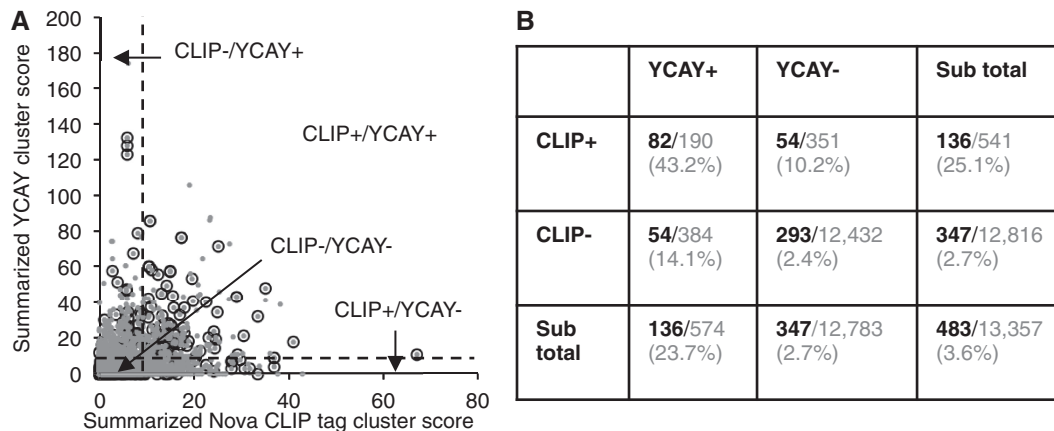 A
Summarized YCAY cluster score
200
180
160
140
120
100
80
60
40
20
0
CLIP-/YCAY+
CLIP+/YCAY+
CLIP-/YCAY-
CLIP+/YCAY-
0 20 40 60 80
Summarized Nova CLIP tag cluster score
B
YCAY+ YCAY- Sub total
CLIP+ 82/190 54/351 136/541
(43.2%) (10.2%) (25.1%)
CLIP- 54/384 293/12,432 347/12,816
(14.1%) (2.4%) (2.7%)
Sub 136/574 347/12,783 483/13,357
total (23.7%) (2.7%) (3.6%)